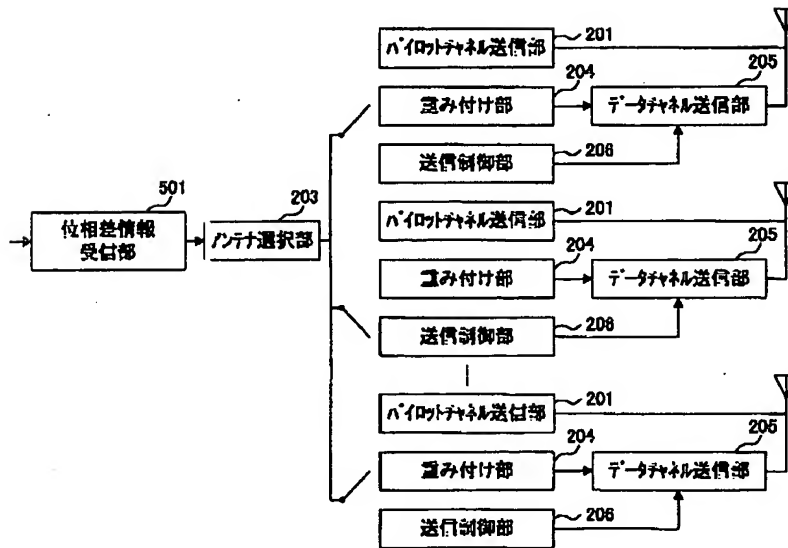 201
パイロットチャネル送信部
204
205
重み付け部
データチャネル送信部
206
送信制御部
501
203
201
位相差情報
受信部
アンテナ選択部
パイロットチャネル送信部
204
205
重み付け部
データチャネル送信部
206
送信制御部
201
パイロットチャネル送信部
204
205
重み付け部
データチャネル送信部
206
送信制御部